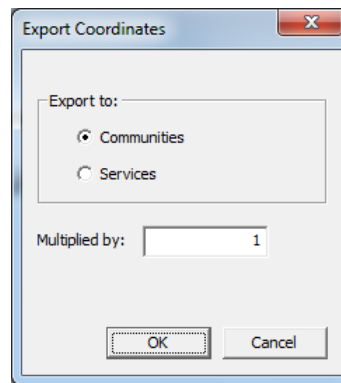 Export Coordinates
Export to:
Communities
Services
Multiplied by: 1
OK Cancel